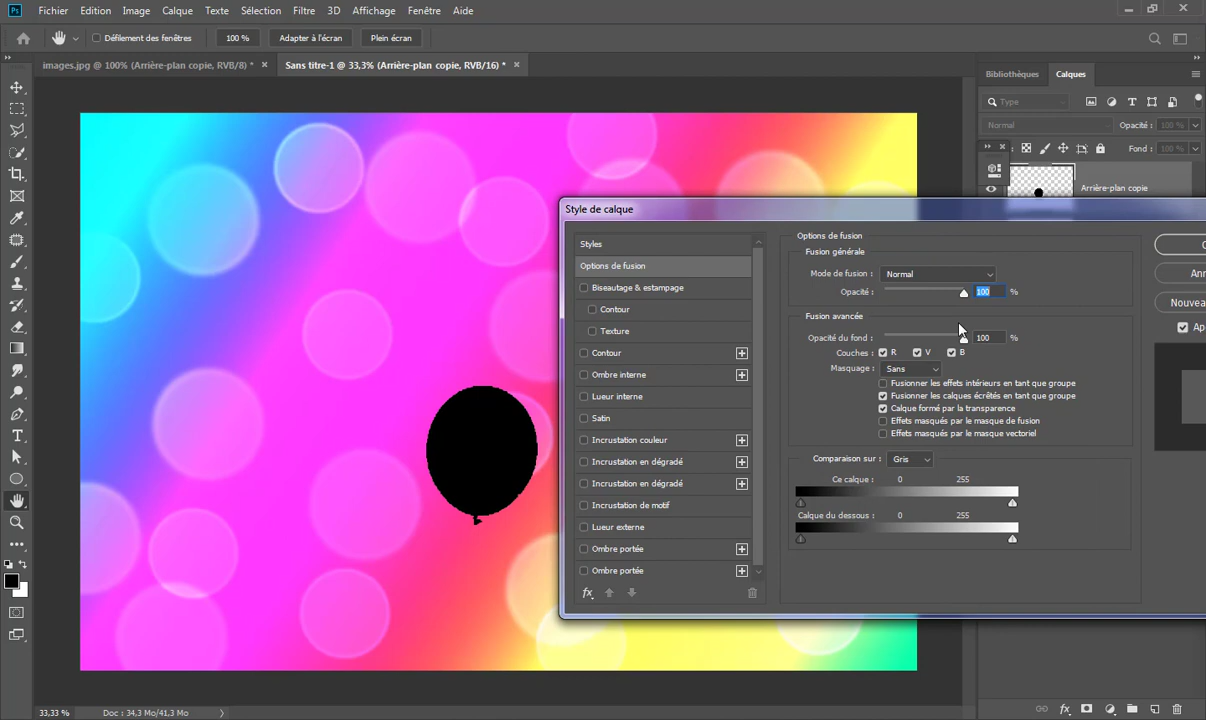 Ps Fichier Edition Image Calque Texte Sélection Filtre 3D Affichage Fenêtre Aide
Défilement des fenêtres 100 % Adapter à l'écran Plein écran
images.jpg @ 100% (Arrière-plan copie, RVB/8) * × Sans titre-1 @ 33,3% (Arrière-plan copie, RVB/16) * ×
Bibliothèques Calques
Type
Normal Opacité : 100 %
Fond : 100 %
Arrière-plan copie
Style de calque
Styles
Options de fusion
Biseautage & estampage
Contour
Texture
Contour
Ombre interne
Lueur interne
Satin
Incrustation couleur
Incrustation en dégradé
Incrustation en dégradé
Incrustation de motif
Lueur externe
Ombre portée
Ombre portée
fx
Options de fusion
Fusion générale
Mode de fusion : Normal
Opacité : 100 %
Fusion avancée
Opacité du fond : 100 %
Couches : R V B
Masquage : Sans
Fusionner les effets intérieurs en tant que groupe
Fusionner les calques écrêtés en tant que groupe
Calque formé par la transparence
Effets masqués par le masque de fusion
Effets masqués par le masque vectoriel
Comparaison sur : Gris
Ce calque : 0 255
Calque du dessous : 0 255
Ann
Nouvea
Ap
33,33 % Doc : 34,3 Mo/41,3 Mo
fx